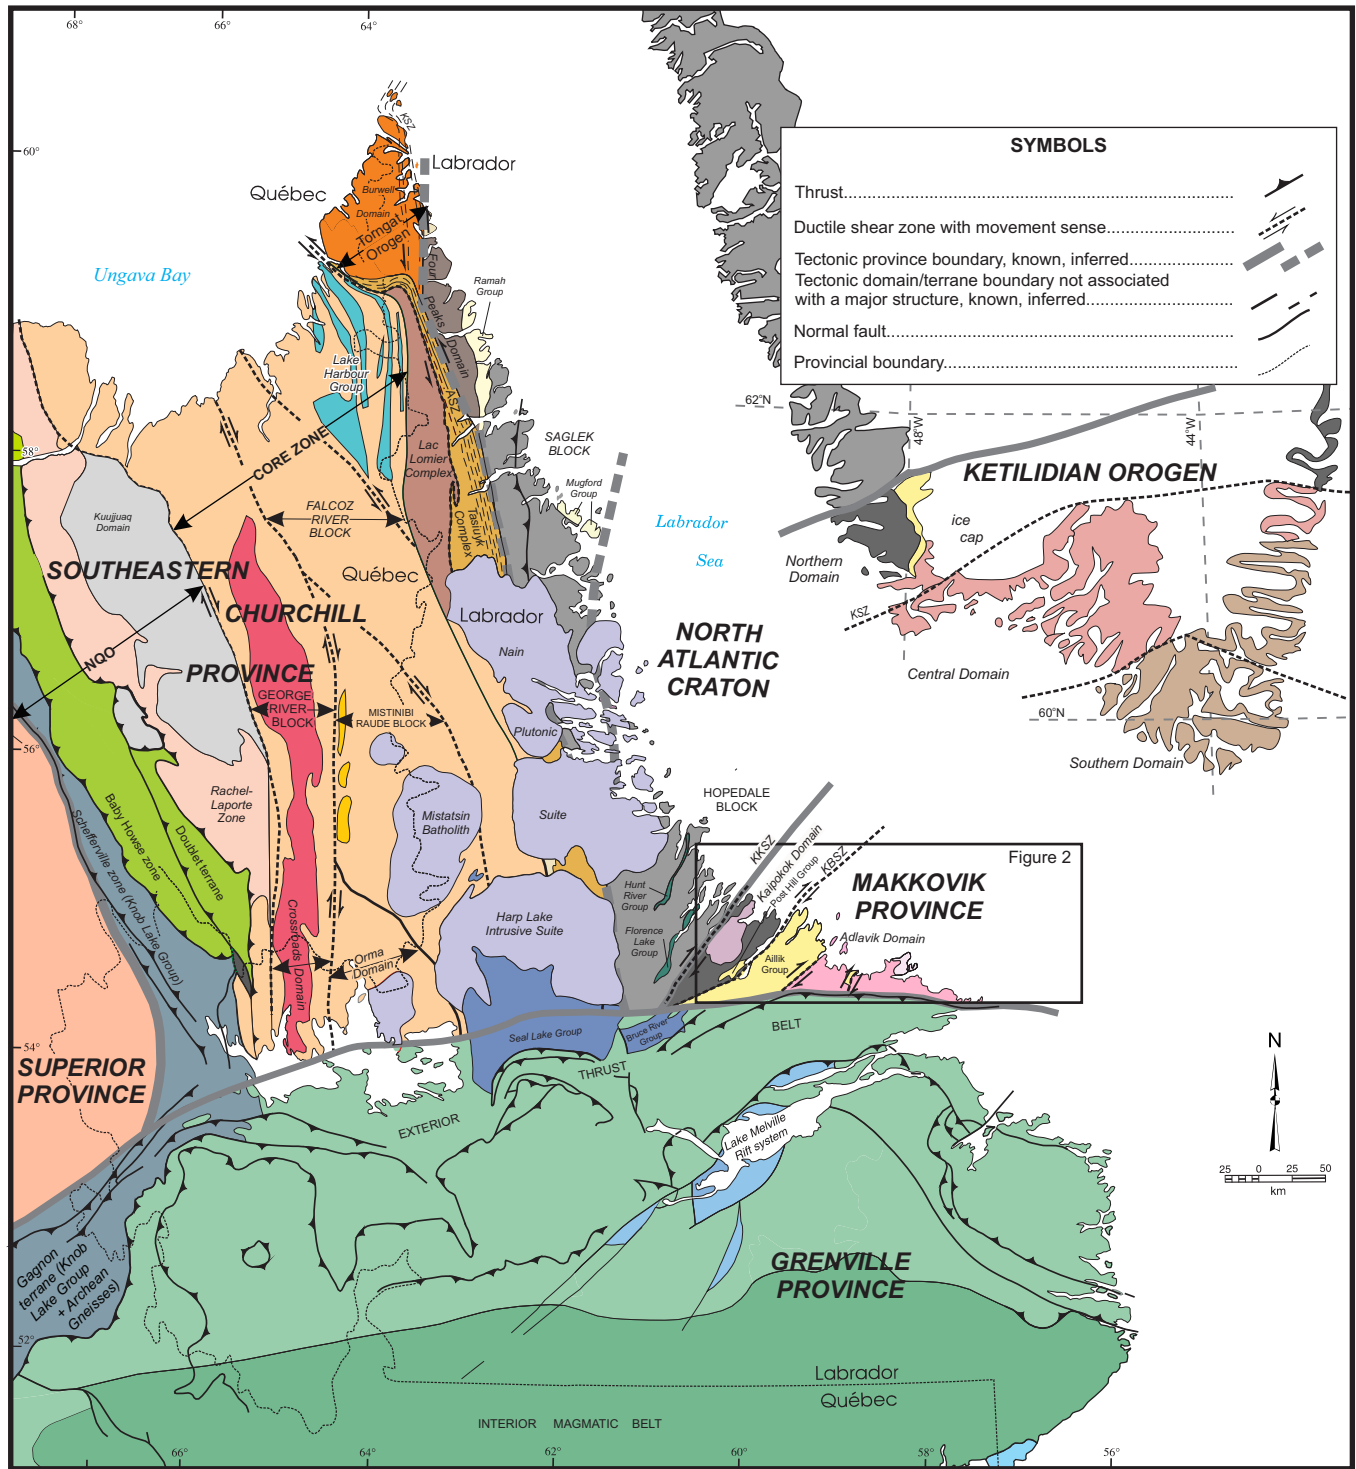 68°
66°
64°
60°
58°
56°
54°
52°
66°
64°
62°
60°
58°
56°
SYMBOLS
Thrust
Ductile shear zone with movement sense
Tectonic province boundary, known, inferred
Tectonic domain/terrane boundary not associated
with a major structure, known, inferred
Normal fault
Provincial boundary
KSZ
Labrador
Québec
Burwell
Domain
Torngat
Orogen
Ungava Bay
Four
Peaks
Domain
Ramah
Group
Lake
Harbour
Group
ASZ
CORE ZONE
Lac
Lomier
Complex
SAGLEK
BLOCK
Mugford
Group
Tasiuyk
Complex
Kuujjuaq
Domain
FALCOZ
RIVER
BLOCK
Québec
Labrador
Labrador
Sea
62°N
48°W
44°W
KETILIDIAN OROGEN
ice
cap
Northern
Domain
KSZ
Central Domain
60°N
Southern Domain
SOUTHEASTERN
CHURCHILL
PROVINCE
NQO
GEORGE
RIVER
BLOCK
MISTINIBI
RAUDE BLOCK
Nain
Plutonic
Suite
NORTH
ATLANTIC
CRATON
HOPEDALE
BLOCK
Rachel-
Laporte
Zone
Mistatsin
Batholith
Baby Howse zone
Doublet terrane
Schefferville zone (Knob Lake Group)
Crossroads Domain
Orma
Domain
Harp Lake
Intrusive Suite
Hunt
River
Group
Florence
Lake
Group
KKSZ
Kaipokok Domain
Post Hill Group
KBSZ
Figure 2
MAKKOVIK
PROVINCE
Adlavik Domain
Aillik
Group
Seal Lake Group
Bruce River
Group
BELT
THRUST
EXTERIOR
SUPERIOR
PROVINCE
Lake Melville
Rift system
N
25 0 25 50
km
Gagnon
terrane (Knob
Lake Group
+ Archean
Gneisses)
GRENVILLE
PROVINCE
Labrador
Québec
INTERIOR MAGMATIC BELT